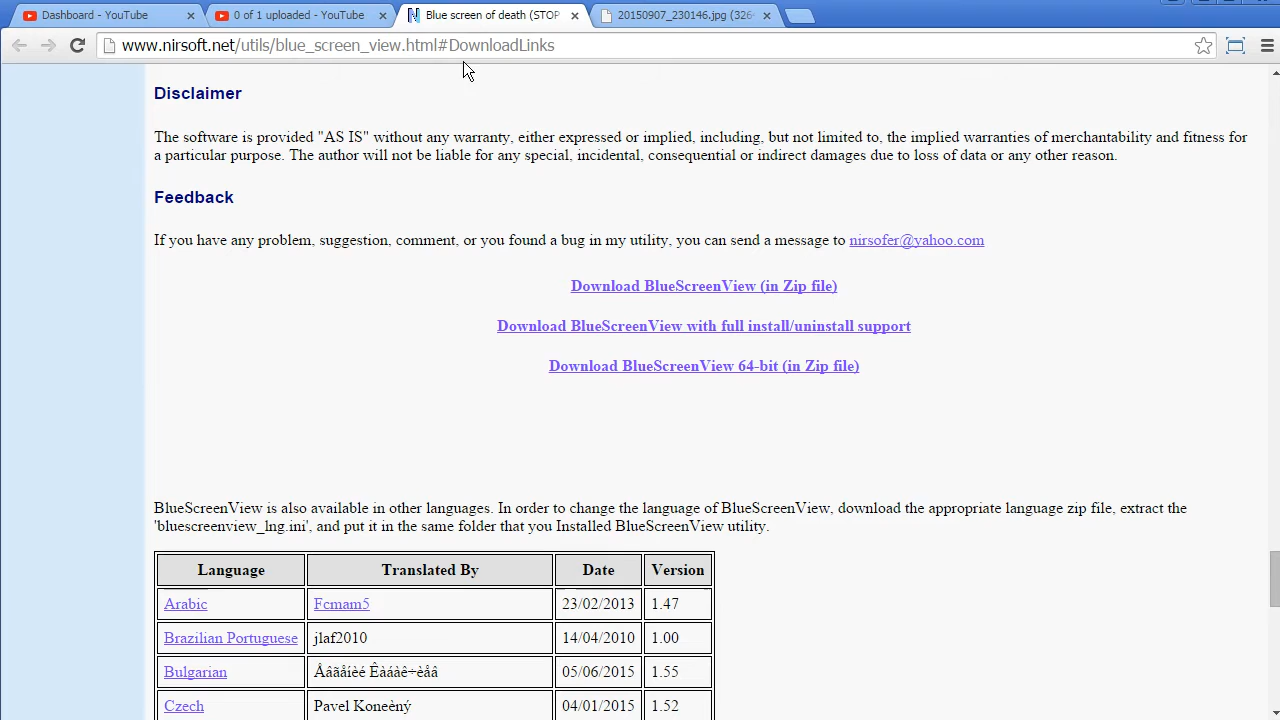 Dashboard - YouTube
0 of 1 uploaded - YouTube
Blue screen of death (STOP
20150907_230146.jpg (326
www.nirsoft.net/utils/blue_screen_view.html#DownloadLinks
Disclaimer
The software is provided "AS IS" without any warranty, either expressed or implied, including, but not limited to, the implied warranties of merchantability and fitness for
a particular purpose. The author will not be liable for any special, incidental, consequential or indirect damages due to loss of data or any other reason.
Feedback
If you have any problem, suggestion, comment, or you found a bug in my utility, you can send a message to nirsofer@yahoo.com
Download BlueScreenView (in Zip file)
Download BlueScreenView with full install/uninstall support
Download BlueScreenView 64-bit (in Zip file)
BlueScreenView is also available in other languages. In order to change the language of BlueScreenView, download the appropriate language zip file, extract the
'bluescreenview_lng.ini', and put it in the same folder that you Installed BlueScreenView utility.
Language Translated By Date Version
Arabic Fcmam5 23/02/2013 1.47
Brazilian Portuguese jlaf2010 14/04/2010 1.00
Bulgarian Åâãåíèé Êàáàê÷èåâ 05/06/2015 1.55
Czech Pavel Koneèný 04/01/2015 1.52